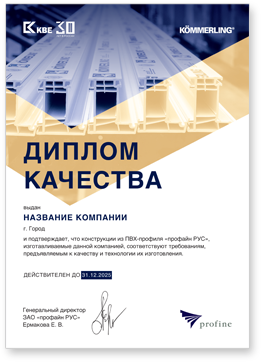 KBE 30
KÖMMERLING®
ДИПЛОМ
КАЧЕСТВА
выдан
НАЗВАНИЕ КОМПАНИИ
г. Город
и подтверждает, что конструкции из ПВХ-профиля «профайн РУС»,
изготавливаемые данной компанией, соответствуют требованиям,
предъявляемым к качеству и технологии их изготовления.
ДЕЙСТВИТЕЛЕН ДО 31.12.2025
Генеральный директор
ЗАО «профайн РУС»
Ермакова Е. В.
profine